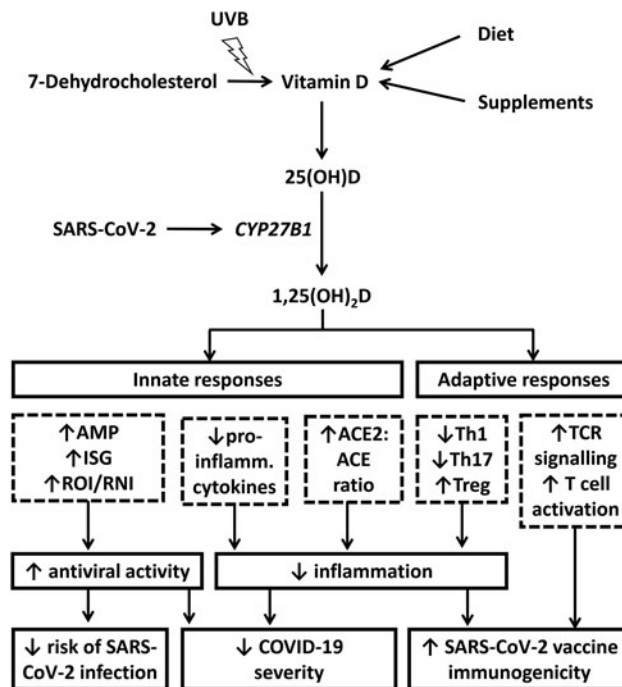 UVB
Diet
7-Dehydrocholesterol
Vitamin D
Supplements
25(OH)D
SARS-CoV-2
CYP27B1
1,25(OH)₂D
Innate responses
Adaptive responses
↑AMP
↑ISG
↑ROI/RNI
↓pro-
inflamm.
cytokines
↑ACE2:
ACE
ratio
↓Th1
↓Th17
↑Treg
↑TCR
signalling
↑ T cell
activation
↑ antiviral activity
↓ inflammation
↓ risk of SARS-
CoV-2 infection
↓ COVID-19
severity
↑ SARS-CoV-2 vaccine
immunogenicity